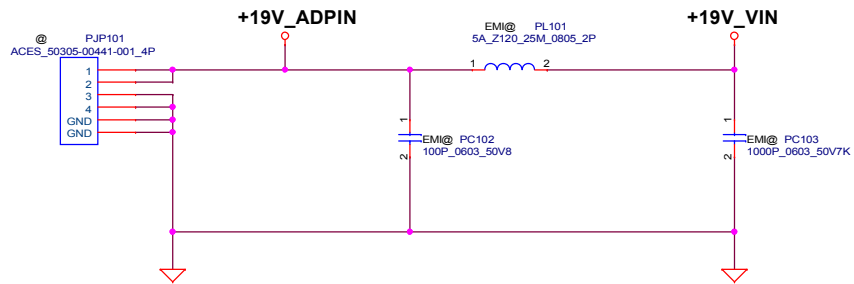 +19V_ADPIN
+19V_VIN
@ PJP101
ACES_50305-00441-001_4P
EMI@ PL101
5A_Z120_25M_0805_2P
1
2
3
4
GND
GND
1 2
1
2
EMI@ PC102
100P_0603_50V8
1
2
EMI@ PC103
1000P_0603_50V7K